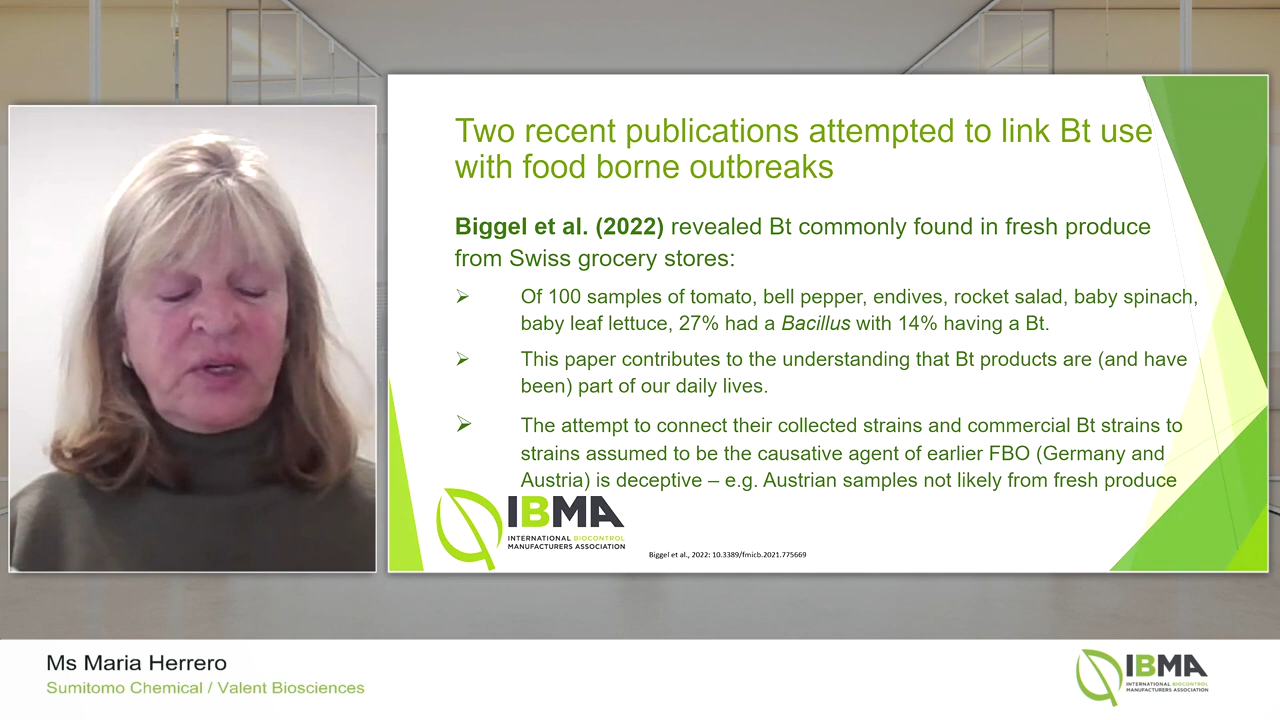 Two recent publications attempted to link Bt use
with food borne outbreaks
Biggel et al. (2022) revealed Bt commonly found in fresh produce
from Swiss grocery stores:
Of 100 samples of tomato, bell pepper, endives, rocket salad, baby spinach,
baby leaf lettuce, 27% had a Bacillus with 14% having a Bt.
This paper contributes to the understanding that Bt products are (and have
been) part of our daily lives.
The attempt to connect their collected strains and commercial Bt strains to
strains assumed to be the causative agent of earlier FBO (Germany and
Austria) is deceptive – e.g. Austrian samples not likely from fresh produce
IBMA
INTERNATIONAL BIOCONTROL
MANUFACTURERS ASSOCIATION
Biggel et al., 2022: 10.3389/fmicb.2021.775669
Ms Maria Herrero
Sumitomo Chemical / Valent Biosciences
IBMA
INTERNATIONAL BIOCONTROL
MANUFACTURERS ASSOCIATION